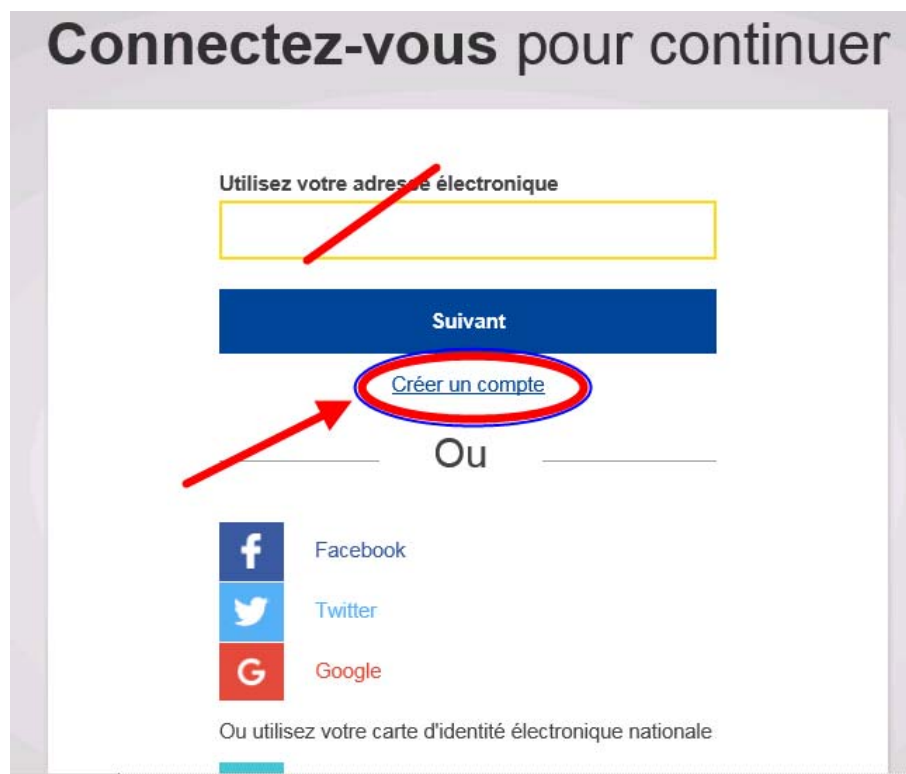 Connectez-vous pour continuer
Utilisez votre adresse électronique
Suivant
Créer un compte
Ou
Facebook
Twitter
Google
Ou utilisez votre carte d'identité électronique nationale